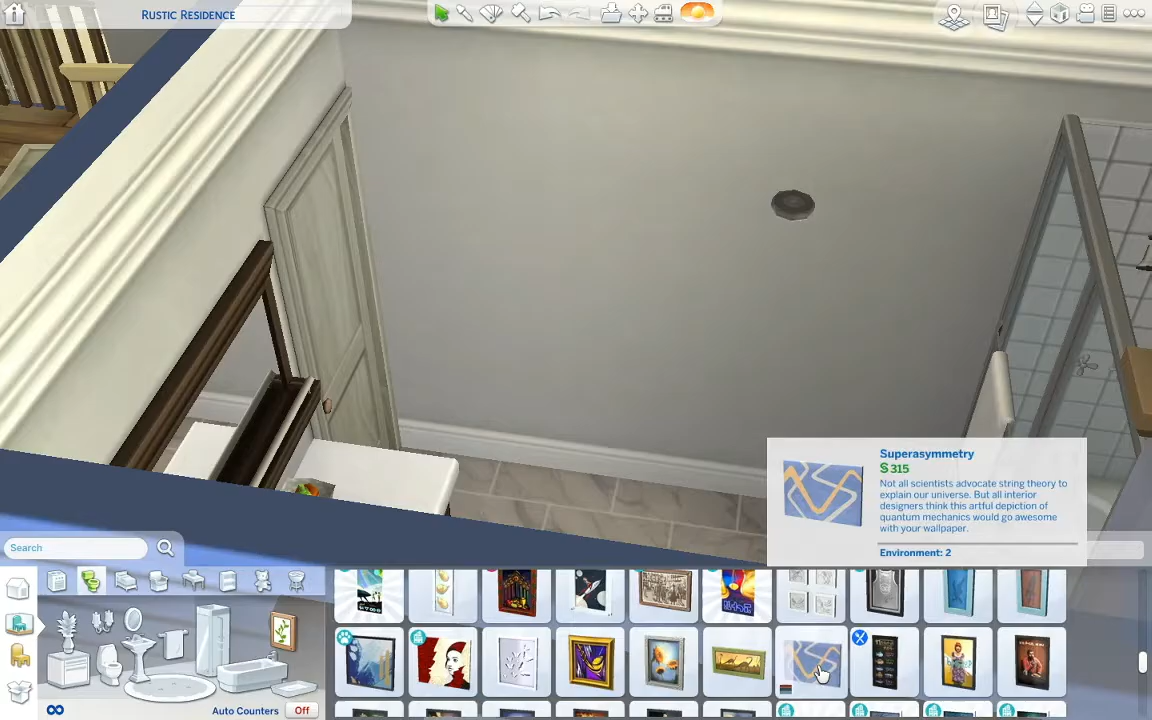 RUSTIC RESIDENCE
Superasymmetry
§315
Not all scientists advocate string theory to
explain our universe. But all interior
designers think this artful depiction of
quantum mechanics would go awesome
with your wallpaper.
Environment: 2
Search
Auto Counters Off